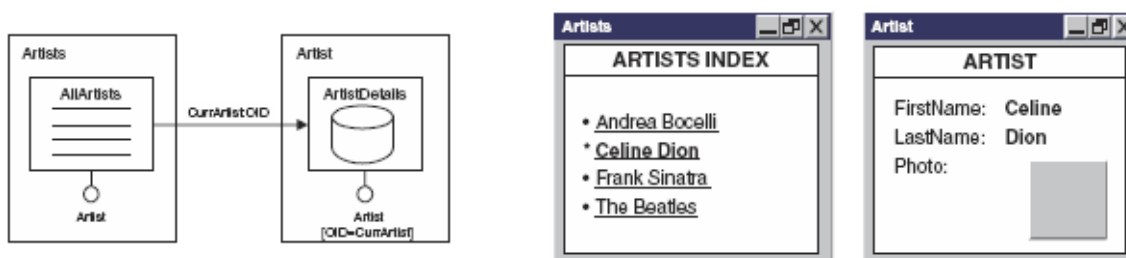 Artists
AllArtists
Artist
CurrArtist:OID
Artist
ArtistDetails
Artist
[OID=CurrArtist]
Artists
ARTISTS INDEX
• Andrea Bocelli
* Celine Dion
• Frank Sinatra
• The Beatles
Artist
ARTIST
FirstName: Celine
LastName: Dion
Photo: